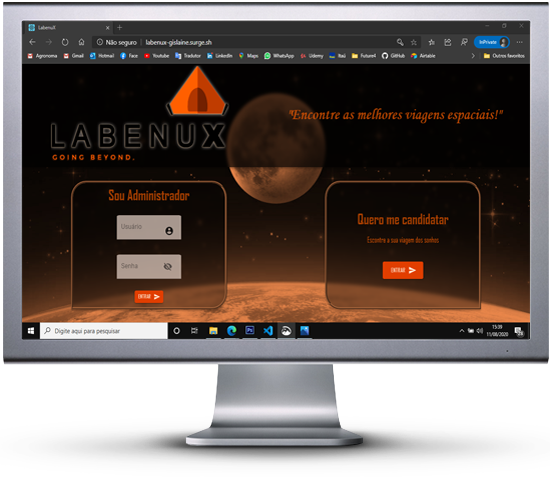 LabenuX
Não seguro | labenux-gislaine.surge.sh
InPrivate
Agronoma Gmail Hotmail Face Youtube Tradutor LinkedIn Maps WhatsApp Udemy Itaú Future4 GitHub Airtable
Outros favoritos
LABENUX
GOING BEYOND.
"Encontre as melhores viagens espaciais!"
Sou Administrador
Usuário
Senha
ENTRAR
Quero me candidatar
Encontre a sua viagem dos sonhos
ENTRAR
Digite aqui para pesquisar
15:39
11/08/2020